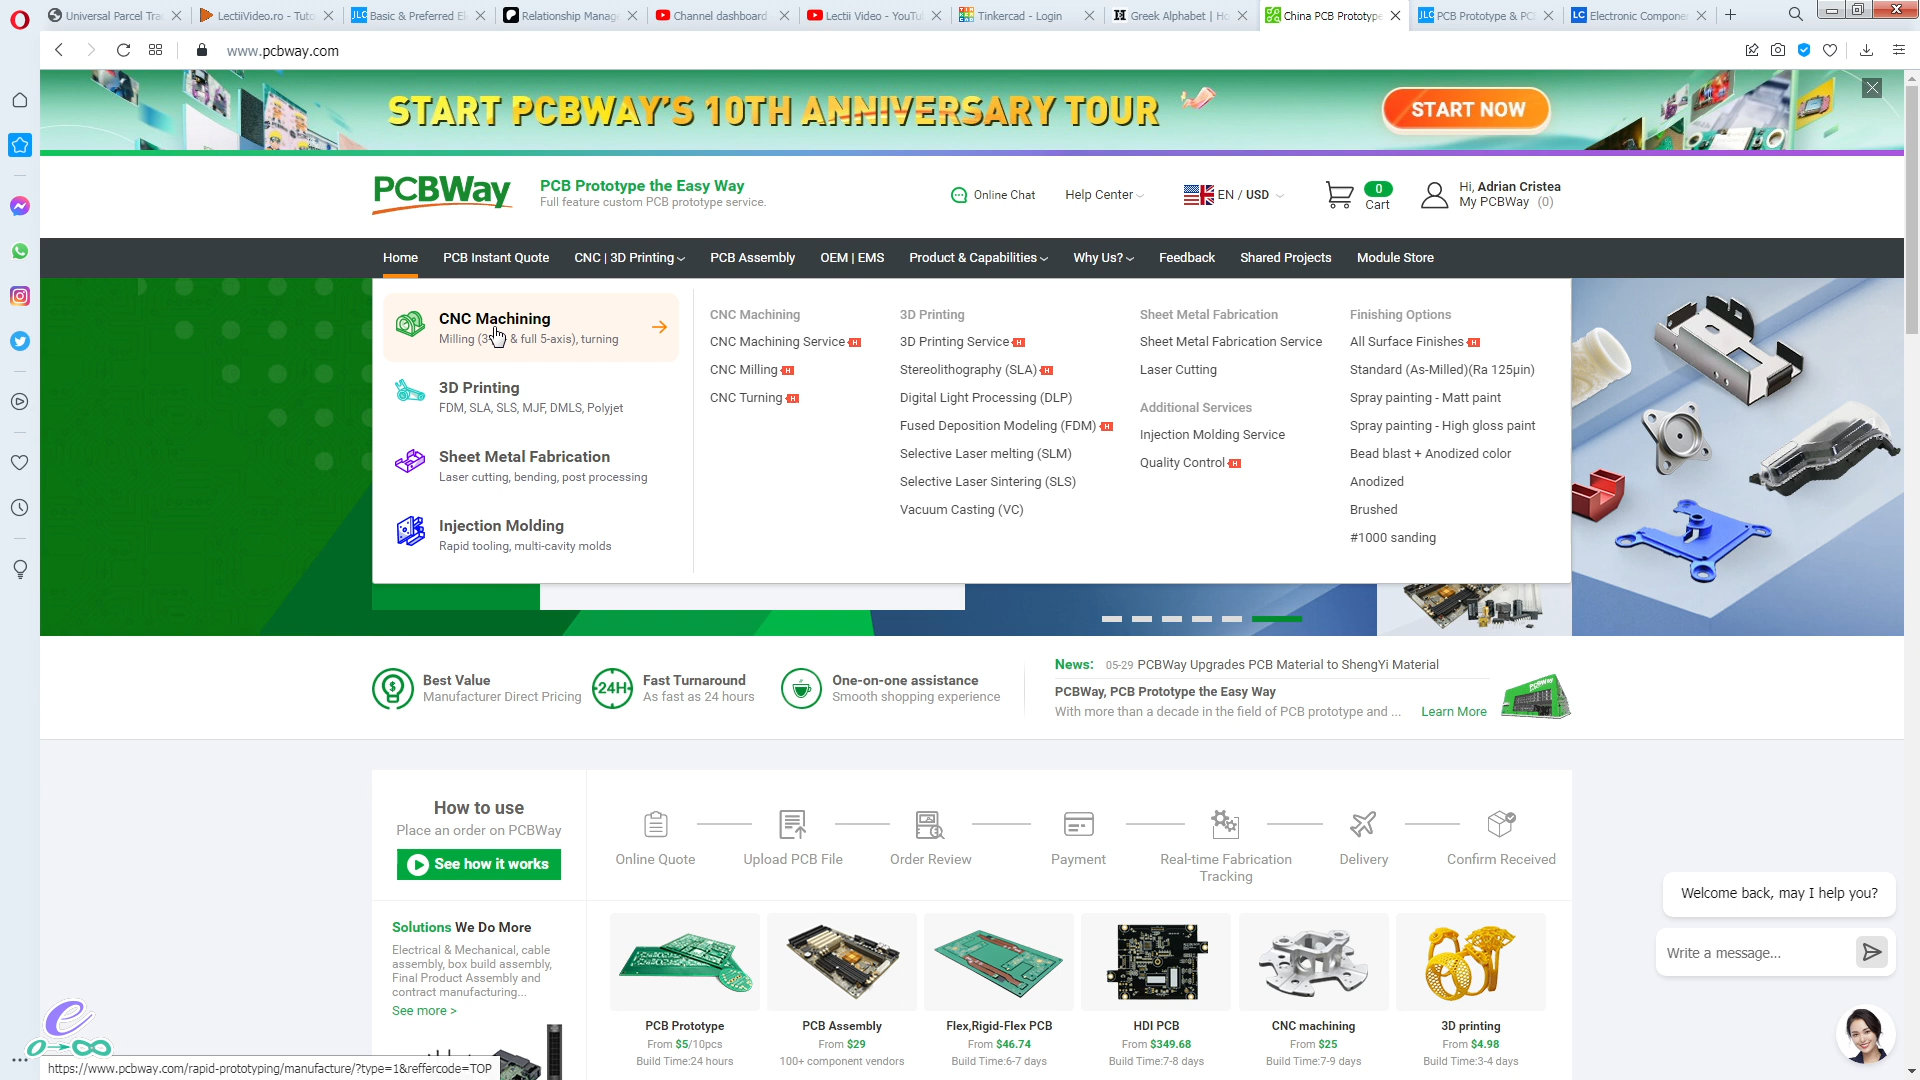 Universal Parcel Tra
LectiiVideo.ro - Tuto
Basic & Preferred El
Relationship Manage
Channel dashboard
Lectii Video - YouTu
Tinkercad - Login
Greek Alphabet | Ho
China PCB Prototype
PCB Prototype & PC
Electronic Compone
www.pcbway.com
START PCBWAY'S 10TH ANNIVERSARY TOUR
START NOW
PCBWay
PCB Prototype the Easy Way
Full feature custom PCB prototype service.
Online Chat
Help Center
EN / USD
0
Cart
Hi, Adrian Cristea
My PCBWay (0)
Home
PCB Instant Quote
CNC | 3D Printing
PCB Assembly
OEM | EMS
Product & Capabilities
Why Us?
Feedback
Shared Projects
Module Store
CNC Machining
Milling (3 & full 5-axis), turning
3D Printing
FDM, SLA, SLS, MJF, DMLS, Polyjet
Sheet Metal Fabrication
Laser cutting, bending, post processing
Injection Molding
Rapid tooling, multi-cavity molds
CNC Machining
CNC Machining Service H
CNC Milling H
CNC Turning H
3D Printing
3D Printing Service H
Stereolithography (SLA) H
Digital Light Processing (DLP)
Fused Deposition Modeling (FDM) H
Selective Laser melting (SLM)
Selective Laser Sintering (SLS)
Vacuum Casting (VC)
Sheet Metal Fabrication
Sheet Metal Fabrication Service
Laser Cutting
Additional Services
Injection Molding Service
Quality Control H
Finishing Options
All Surface Finishes H
Standard (As-Milled)(Ra 125µin)
Spray painting - Matt paint
Spray painting - High gloss paint
Bead blast + Anodized color
Anodized
Brushed
#1000 sanding
Best Value
Manufacturer Direct Pricing
24H
Fast Turnaround
As fast as 24 hours
One-on-one assistance
Smooth shopping experience
News: 05-29 PCBWay Upgrades PCB Material to ShengYi Material
PCBWay, PCB Prototype the Easy Way
With more than a decade in the field of PCB prototype and ... Learn More
How to use
Place an order on PCBWay
See how it works
Online Quote
Upload PCB File
Order Review
Payment
Real-time Fabrication
Tracking
Delivery
Confirm Received
Solutions We Do More
Electrical & Mechanical, cable
assembly, box build assembly,
Final Product Assembly and
contract manufacturing...
See more >
PCB Prototype
From $5/10pcs
Build Time:24 hours
PCB Assembly
From $29
100+ component vendors
Flex,Rigid-Flex PCB
From $46.74
Build Time:6-7 days
HDI PCB
From $349.68
Build Time:7-8 days
CNC machining
From $25
Build Time:7-9 days
3D printing
From $4.98
Build Time:3-4 days
Welcome back, may I help you?
Write a message...
https://www.pcbway.com/rapid-prototyping/manufacture/?type=1&reffercode=TOP